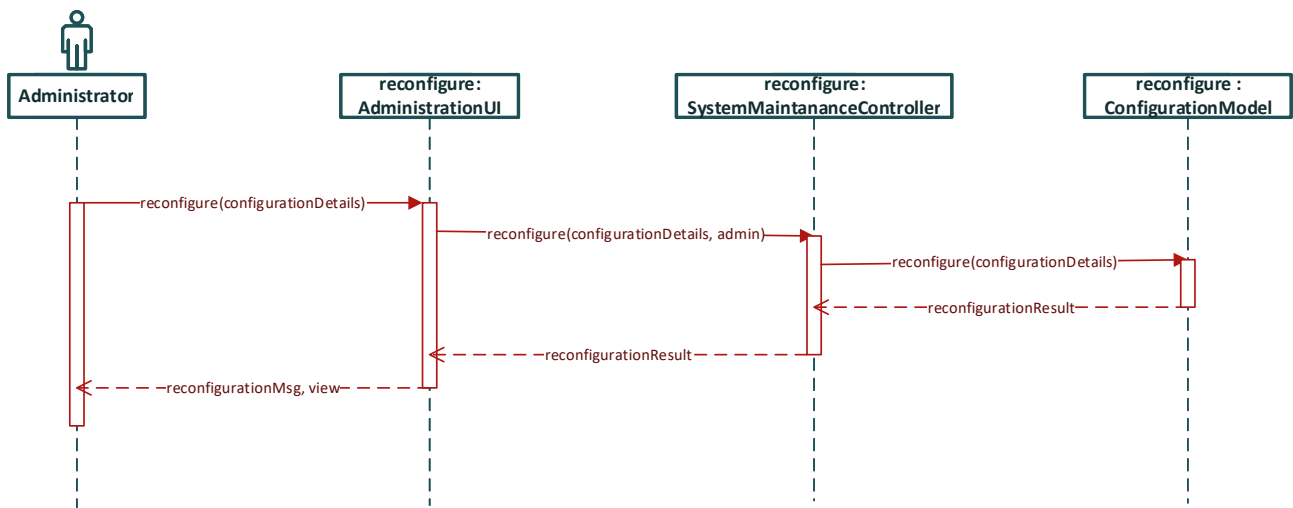 Administrator
reconfigure:
AdministrationUI
reconfigure:
SystemMaintananceController
reconfigure :
ConfigurationModel
reconfigure(configurationDetails)
reconfigure(configurationDetails, admin)
reconfigure(configurationDetails)
reconfigurationResult
reconfigurationResult
reconfigurationMsg, view